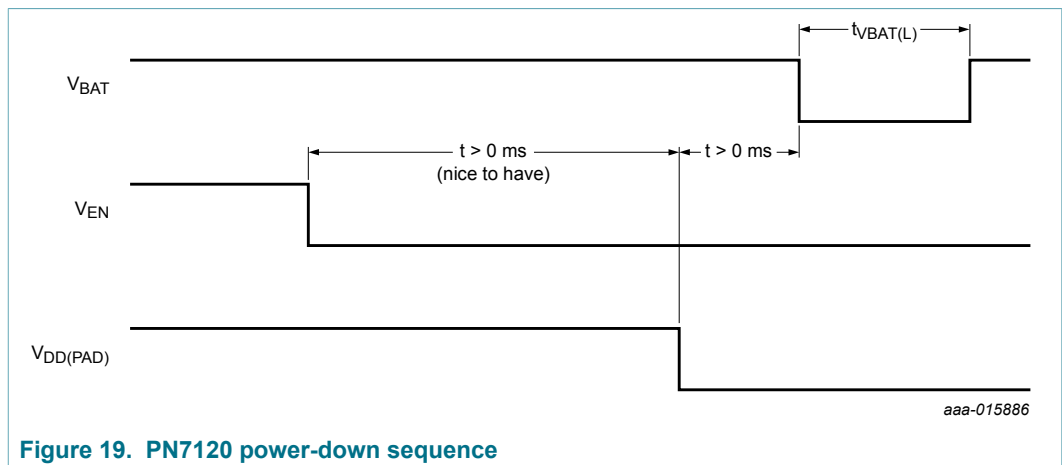 tVBAT(L)
VBAT
t > 0 ms
(nice to have)
t > 0 ms
VEN
VDD(PAD)
aaa-015886
Figure 19. PN7120 power-down sequence